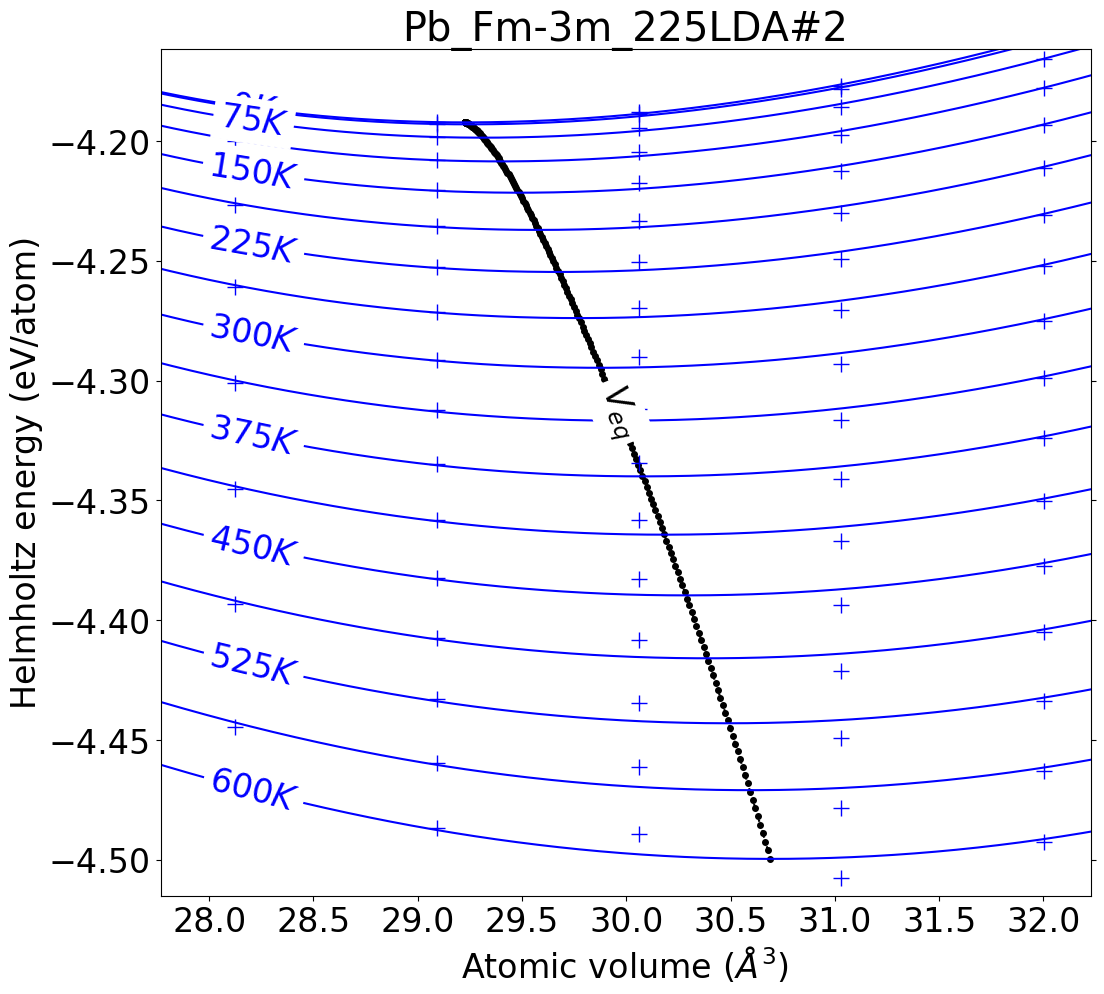 Pb_Fm-3m_225LDA#2
Helmholtz energy (eV/atom)
−4.20
−4.25
−4.30
−4.35
−4.40
−4.45
−4.50
75K
150K
225K
300K
375K
450K
525K
600K
V_eq
28.0 28.5 29.0 29.5 30.0 30.5 31.0 31.5 32.0
Atomic volume (Å³)